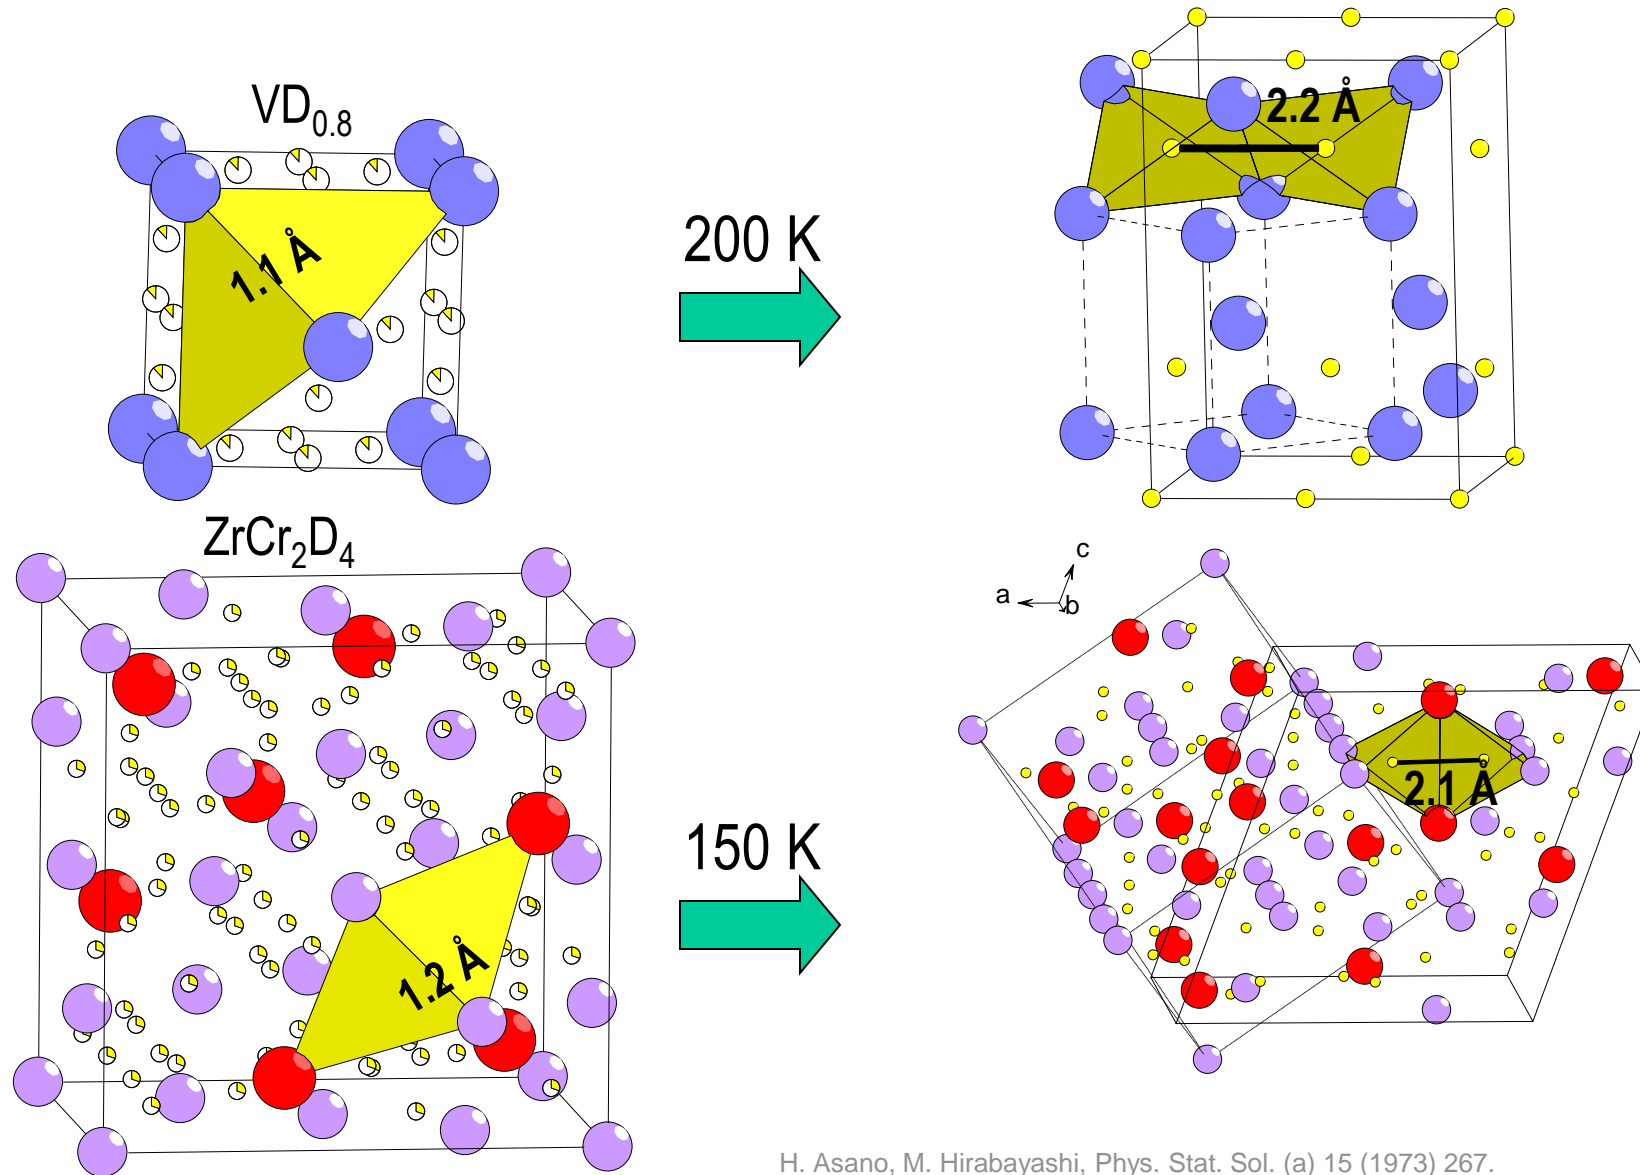 VD0.8
1.1 Å
200 K
2.2 Å
ZrCr2D4
1.2 Å
150 K
c
a
b
2.1 Å
H. Asano, M. Hirabayashi, Phys. Stat. Sol. (a) 15 (1973) 267.